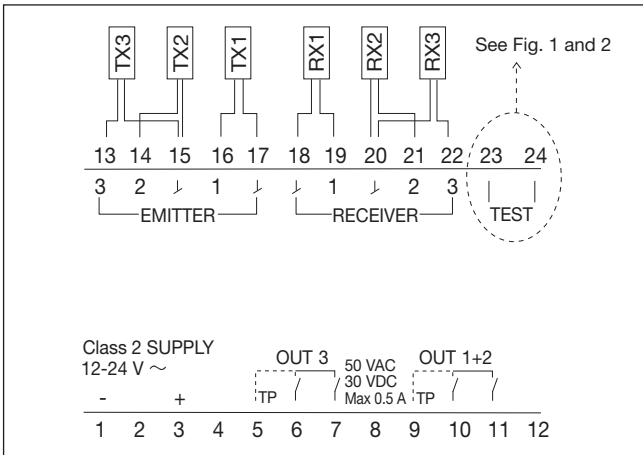 TX3 TX2 TX1 RX1 RX2 RX3
See Fig. 1 and 2
13 14 15 16 17 18 19 20 21 22 23 24
3 2 1 1 2 3
EMITTER RECEIVER TEST
Class 2 SUPPLY
12-24 V ~
OUT 3
50 VAC
30 VDC
Max 0.5 A
OUT 1+2
- + TP TP
1 2 3 4 5 6 7 8 9 10 11 12